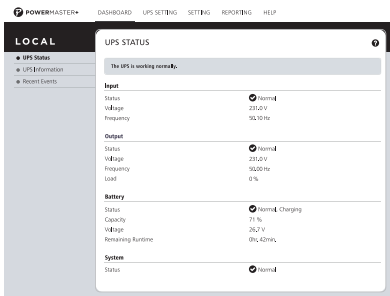 POWERMASTER+
DASHBOARD UPS SETTING SETTING REPORTING HELP
LOCAL
UPS Status
UPS Information
Recent Events
UPS STATUS
The UPS is working normally.
Input
Status Normal
Voltage 231.0 V
Frequency 50.10 Hz
Output
Status Normal
Voltage 231.0 V
Frequency 50.00 Hz
Load 0 %
Battery
Status Normal, Charging
Capacity 71 %
Voltage 26.7 V
Remaining Runtime 0hr. 42min.
System
Status Normal